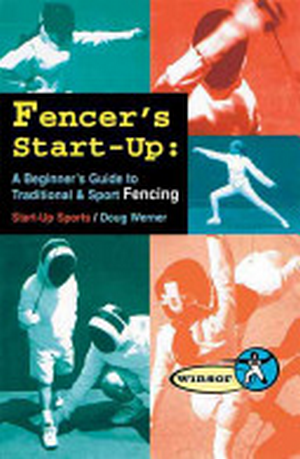 Fencer's
Start-Up:
A Beginner's Guide to
Traditional & Sport Fencing
Start-Up Sports / Doug Werner
winsor